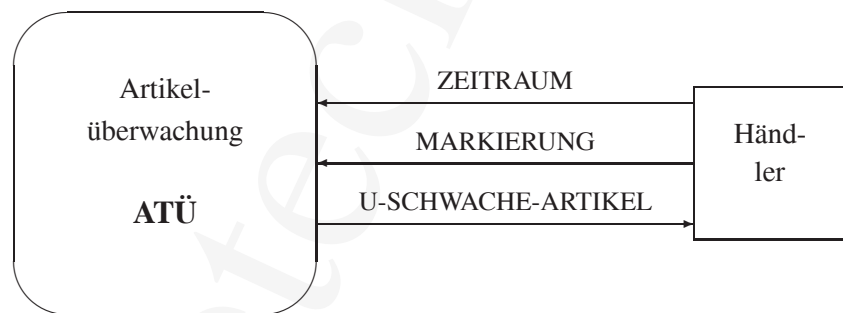 Artikel-
überwachung
ATÜ
ZEITRAUM
MARKIERUNG
U-SCHWACHE-ARTIKEL
Händ-
ler